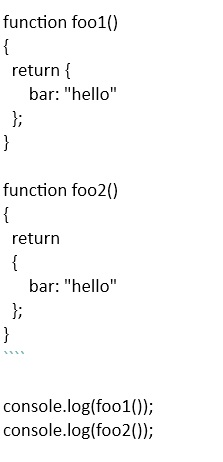 function foo1()
{
  return {
      bar: "hello"
  };
}

function foo2()
{
  return
  {
      bar: "hello"
  };
}
````

console.log(foo1());
console.log(foo2());